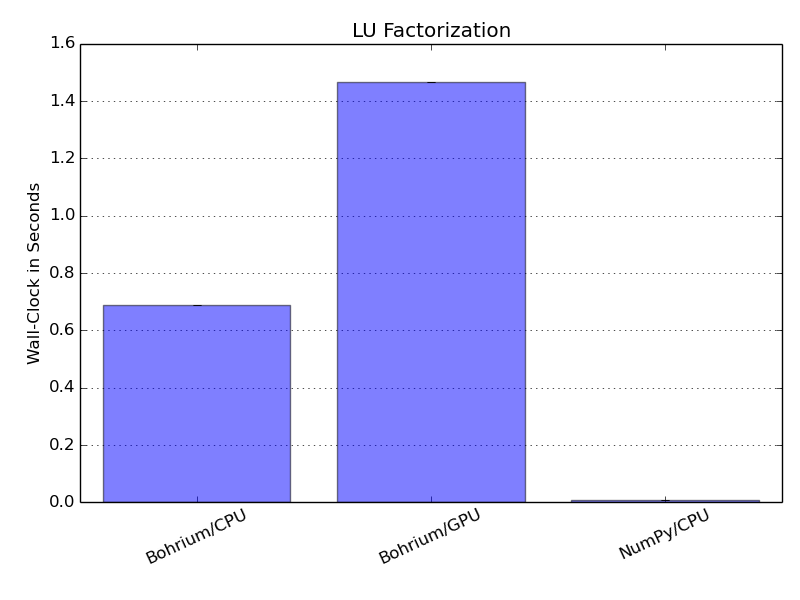 LU Factorization
Wall-Clock in Seconds
1.6
1.4
1.2
1.0
0.8
0.6
0.4
0.2
0.0
Bohrium/CPU
Bohrium/GPU
NumPy/CPU